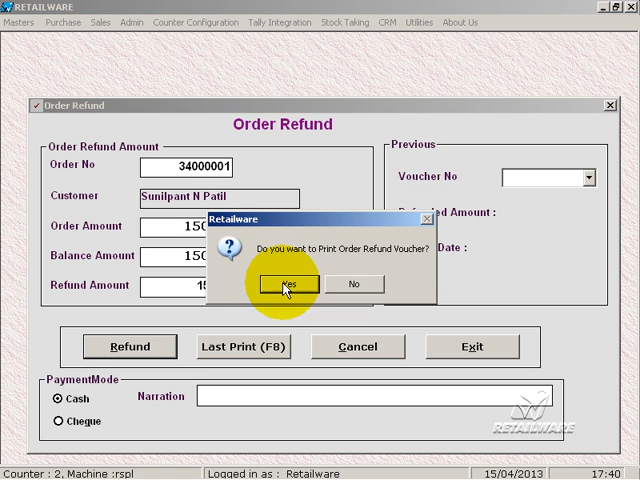 RETAILWARE
Masters Purchase Sales Admin Counter Configuration Tally Integration Stock Taking CRM Utilities About Us
Order Refund
Order Refund
Order Refund Amount
Order No 34000001
Customer Sunilpant N Patil
Order Amount
Balance Amount
Refund Amount
Previous
Voucher No
Amount :
Date :
Retailware
Do you want to Print Order Refund Voucher?
Yes No
Refund Last Print (F8) Cancel Exit
PaymentMode
Cash
Cheque
Narration
RETAILWARE
Counter : 2, Machine :rspl Logged in as : Retailware 15/04/2013 17:40